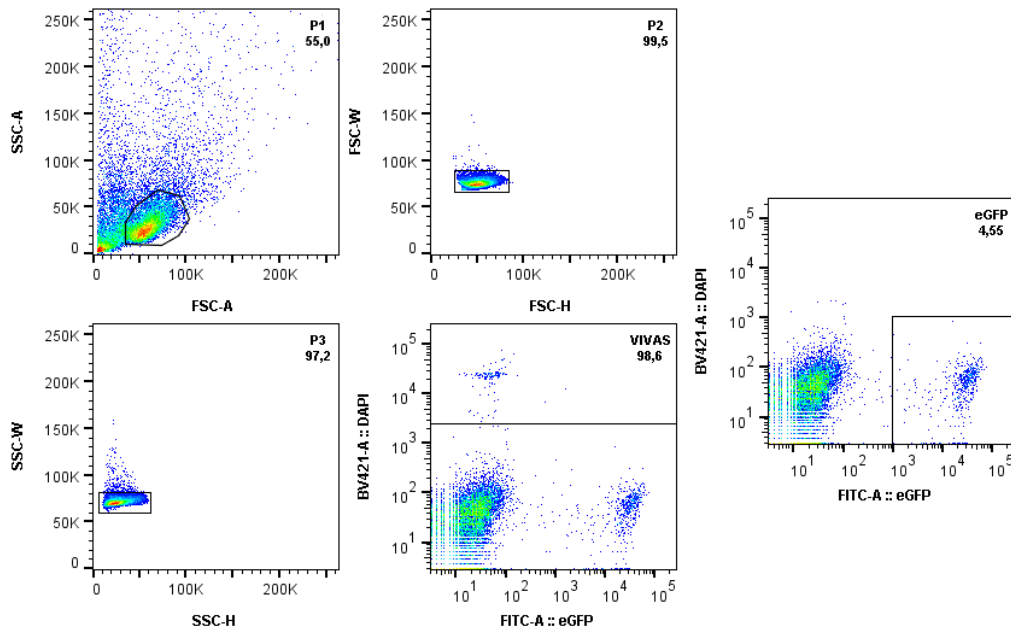 P1
55,0
250K
200K
150K
100K
50K
0
SSC-A
0 100K 200K
FSC-A
P2
99,5
250K
200K
150K
100K
50K
0
FSC-W
0 100K 200K
FSC-H
P3
97,2
250K
200K
150K
100K
50K
0
SSC-W
0 100K 200K
SSC-H
VIVAS
98,6
10^5
10^4
10^3
10^2
10^1
BV421-A :: DAPI
10^1 10^2 10^3 10^4 10^5
FITC-A :: eGFP
eGFP
4,55
10^5
10^4
10^3
10^2
10^1
BV421-A :: DAPI
10^1 10^2 10^3 10^4 10^5
FITC-A :: eGFP